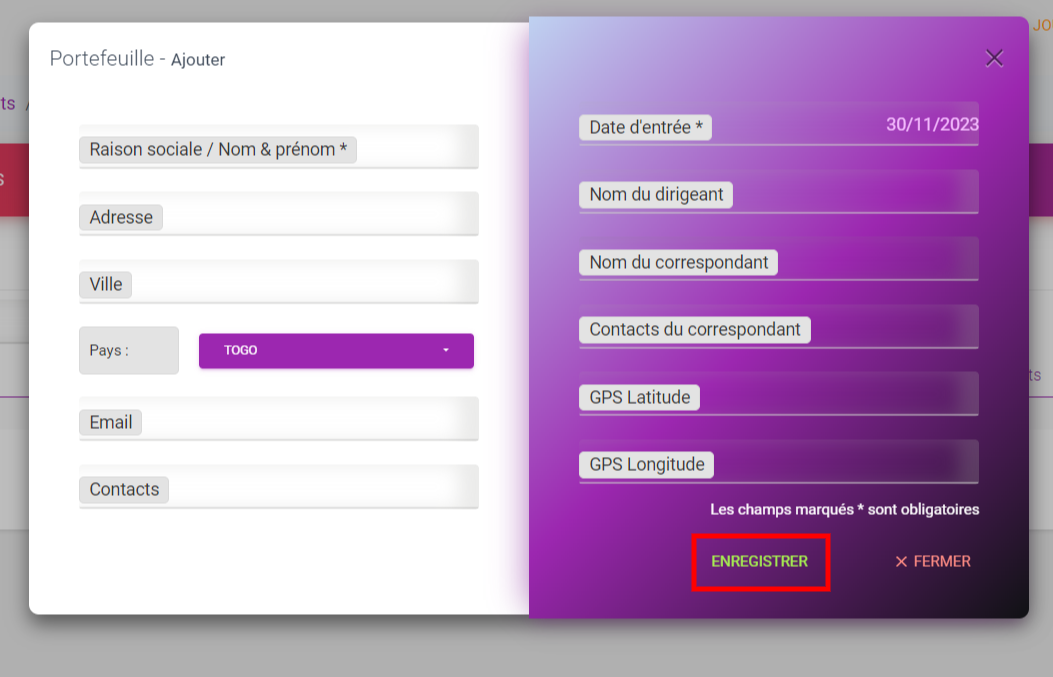 Portefeuille - Ajouter
JO
ts /
S
Raison sociale / Nom & prénom *
Adresse
Ville
Pays :
TOGO
Email
Contacts
Date d'entrée *
30/11/2023
Nom du dirigeant
Nom du correspondant
Contacts du correspondant
GPS Latitude
GPS Longitude
ts
Les champs marqués * sont obligatoires
ENREGISTRER
× FERMER